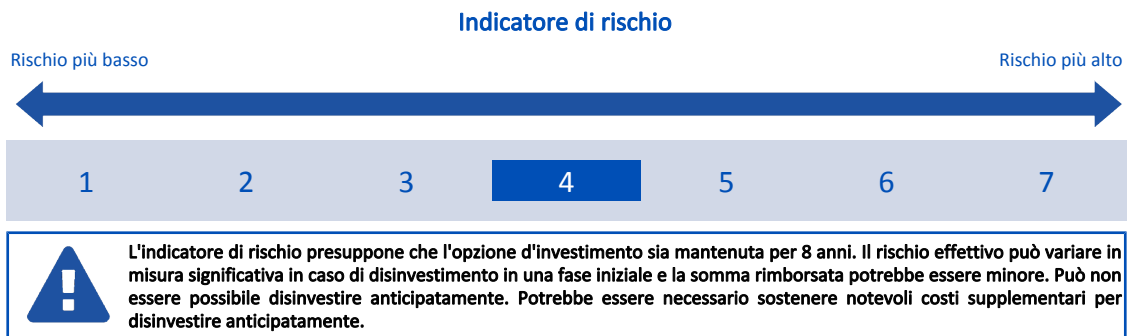 Indicatore di rischio
Rischio più basso
Rischio più alto
1 2 3 4 5 6 7
L'indicatore di rischio presuppone che l'opzione d'investimento sia mantenuta per 8 anni. Il rischio effettivo può variare in
misura significativa in caso di disinvestimento in una fase iniziale e la somma rimborsata potrebbe essere minore. Può non
essere possibile disinvestire anticipatamente. Potrebbe essere necessario sostenere notevoli costi supplementari per
disinvestire anticipatamente.